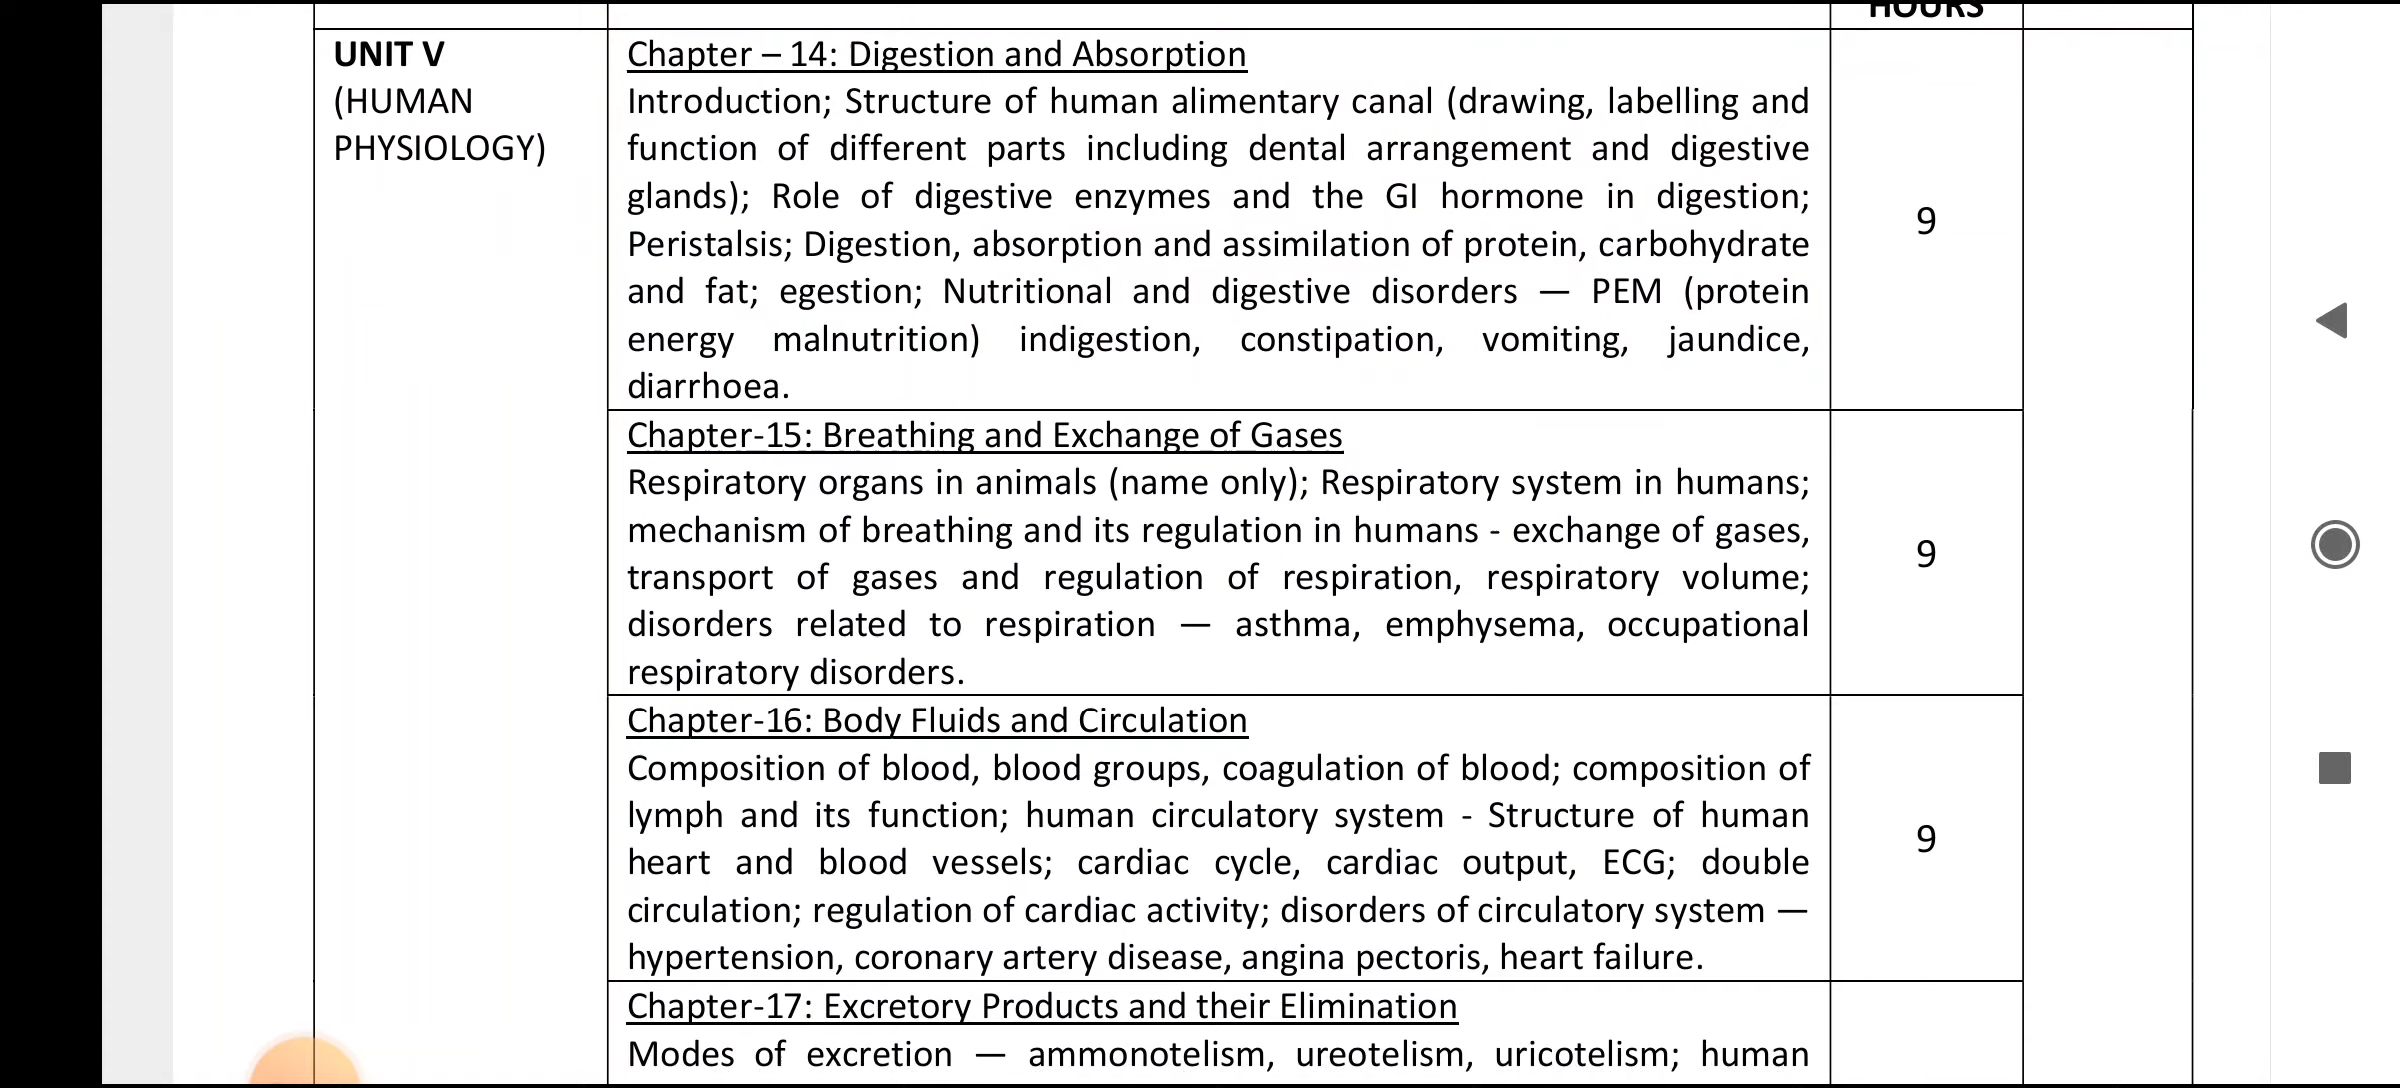 HOURS
UNIT V
(HUMAN
PHYSIOLOGY)
Chapter – 14: Digestion and Absorption
Introduction; Structure of human alimentary canal (drawing, labelling and
function of different parts including dental arrangement and digestive
glands); Role of digestive enzymes and the GI hormone in digestion;
Peristalsis; Digestion, absorption and assimilation of protein, carbohydrate
and fat; egestion; Nutritional and digestive disorders — PEM (protein
energy malnutrition) indigestion, constipation, vomiting, jaundice,
diarrhoea.
9
Chapter-15: Breathing and Exchange of Gases
Respiratory organs in animals (name only); Respiratory system in humans;
mechanism of breathing and its regulation in humans - exchange of gases,
transport of gases and regulation of respiration, respiratory volume;
disorders related to respiration — asthma, emphysema, occupational
respiratory disorders.
9
Chapter-16: Body Fluids and Circulation
Composition of blood, blood groups, coagulation of blood; composition of
lymph and its function; human circulatory system - Structure of human
heart and blood vessels; cardiac cycle, cardiac output, ECG; double
circulation; regulation of cardiac activity; disorders of circulatory system —
hypertension, coronary artery disease, angina pectoris, heart failure.
9
Chapter-17: Excretory Products and their Elimination
Modes of excretion — ammonotelism, ureotelism, uricotelism; human